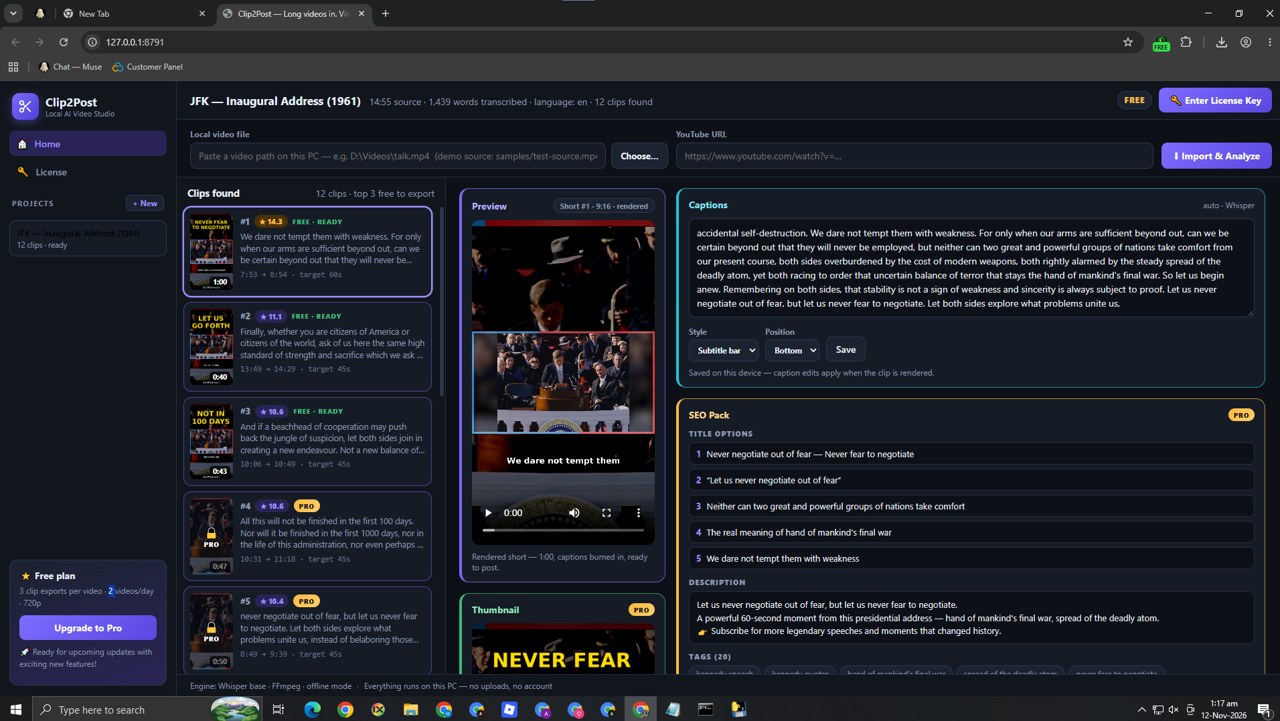 New Tab
Clip2Post — Long videos in. Vir
127.0.0.1:8791
FREE
Chat — Muse
Customer Panel
Clip2Post
Local AI Video Studio
Home
License
PROJECTS
+ New
JFK — Inaugural Address (1961)
12 clips · ready
Free plan
3 clip exports per video · 2 videos/day
· 720p
Upgrade to Pro
Ready for upcoming updates with
exciting new features!
JFK — Inaugural Address (1961)
14:55 source · 1,439 words transcribed · language: en · 12 clips found
FREE
Enter License Key
Local video file
Paste a video path on this PC — e.g. D:\Videos\talk.mp4 (demo source: samples/test-source.mp
Choose...
YouTube URL
https://www.youtube.com/watch?v=...
Import & Analyze
Clips found
12 clips · top 3 free to export
NEVER FEAR
TO NEGOTIATE
1:00
#1 ★ 14.3 FREE · READY
We dare not tempt them with weakness. For only
when our arms are sufficient beyond out, can we
be certain beyond out that they will never be...
7:53 → 8:54 · target 60s
LET US
GO FORTH
0:40
#2 ★ 11.1 FREE · READY
Finally, whether you are citizens of America or
citizens of the world, ask of us here the same high
standard of strength and sacrifice which we ask ...
13:49 → 14:29 · target 45s
NOT IN
100 DAYS
0:43
#3 ★ 10.6 FREE · READY
And if a beachhead of cooperation may push
back the jungle of suspicion, let both sides join in
creating a new endeavour. Not a new balance of...
10:06 → 10:49 · target 45s
PRO
0:47
#4 ★ 10.6 PRO
All this will not be finished in the first 100 days.
Nor will it be finished in the first 1000 days, nor in
the life of this administration, nor even perhaps ...
10:31 → 11:18 · target 45s
PRO
0:50
#5 ★ 10.4 PRO
never negotiate out of fear, but let us never fear
to negotiate. Let both sides explore what
problems unite us, instead of belaboring those...
8:49 → 9:39 · target 45s
Preview
Short #1 · 9:16 · rendered
We dare not tempt them
0:00
Rendered short — 1:00, captions burned in, ready
to post.
Thumbnail
PRO
NEVER FEAR
Captions
auto · Whisper
accidental self-destruction. We dare not tempt them with weakness. For only when our arms are sufficient beyond out, can we be
certain beyond out that they will never be employed, but neither can two great and powerful groups of nations take comfort from
our present course, both sides overburdened by the cost of modern weapons, both rightly alarmed by the steady spread of the
deadly atom, yet both racing to order that uncertain balance of terror that stays the hand of mankind's final war. So let us begin
anew. Remembering on both sides, that stability is not a sign of weakness and sincerity is always subject to proof. Let us never
negotiate out of fear, but let us never fear to negotiate. Let both sides explore what problems unite us,
Style
Position
Subtitle bar
Bottom
Save
Saved on this device — caption edits apply when the clip is rendered.
SEO Pack
PRO
TITLE OPTIONS
1 Never negotiate out of fear — Never fear to negotiate
2 "Let us never negotiate out of fear"
3 Neither can two great and powerful groups of nations take comfort
4 The real meaning of hand of mankind's final war
5 We dare not tempt them with weakness
DESCRIPTION
Let us never negotiate out of fear, but let us never fear to negotiate.
A powerful 60-second moment from this presidential address — hand of mankind's final war, spread of the deadly atom.
Subscribe for more legendary speeches and moments that changed history.
TAGS (20)
kennedy speech
kennedy quotes
hand of mankind's final war
spread of the deadly atom
never fear to negotiate
Engine: Whisper base · FFmpeg · offline mode · Everything runs on this PC — no uploads, no account
Type here to search
1:17 am
12-Nov-2026